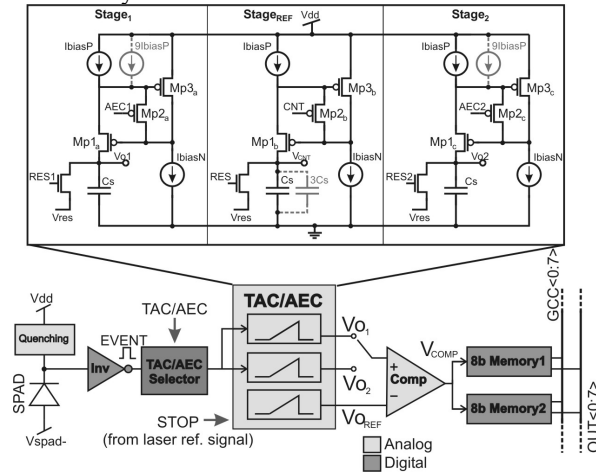 Stage1
StageREF
Vdd
Stage2
IbiasP
9IbiasP
IbiasP
IbiasP
9IbiasP
Mp3a
Mp3b
Mp3c
AEC1
Mp2a
CNT
Mp2b
AEC2
Mp2c
Mp1a
Mp1b
Mp1c
Vo1
VCNT
Vo2
IbiasN
IbiasN
IbiasN
RES1
Cs
RES
Cs
3Cs
RES2
Cs
Vres
Vres
Vres
GCC<0:7>
Vdd
TAC/AEC
TAC/AEC
Quenching
EVENT
Vo1
VCOMP
8b Memory1
SPAD
Inv
TAC/AEC
Selector
+
Comp
−
Vo2
8b Memory2
Vspad-
STOP
(from laser ref. signal)
VoREF
OUT<0:7>
Analog
Digital